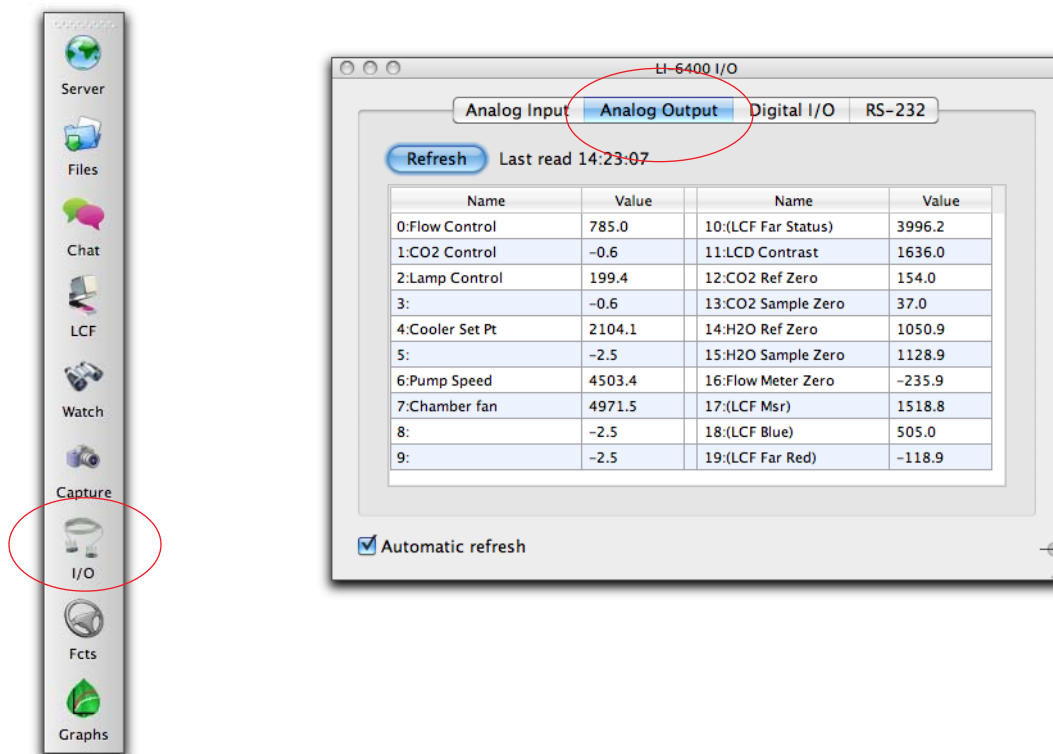 Server
Files
Chat
LCF
Watch
Capture
I/O
Fcts
Graphs
LI-6400 I/O
Analog Input Analog Output Digital I/O RS-232
Refresh Last read 14:23:07
Name Value Name Value
0:Flow Control 785.0 10:(LCF Far Status) 3996.2
1:CO2 Control -0.6 11:LCD Contrast 1636.0
2:Lamp Control 199.4 12:CO2 Ref Zero 154.0
3: -0.6 13:CO2 Sample Zero 37.0
4:Cooler Set Pt 2104.1 14:H2O Ref Zero 1050.9
5: -2.5 15:H2O Sample Zero 1128.9
6:Pump Speed 4503.4 16:Flow Meter Zero -235.9
7:Chamber fan 4971.5 17:(LCF Msr) 1518.8
8: -2.5 18:(LCF Blue) 505.0
9: -2.5 19:(LCF Far Red) -118.9
Automatic refresh